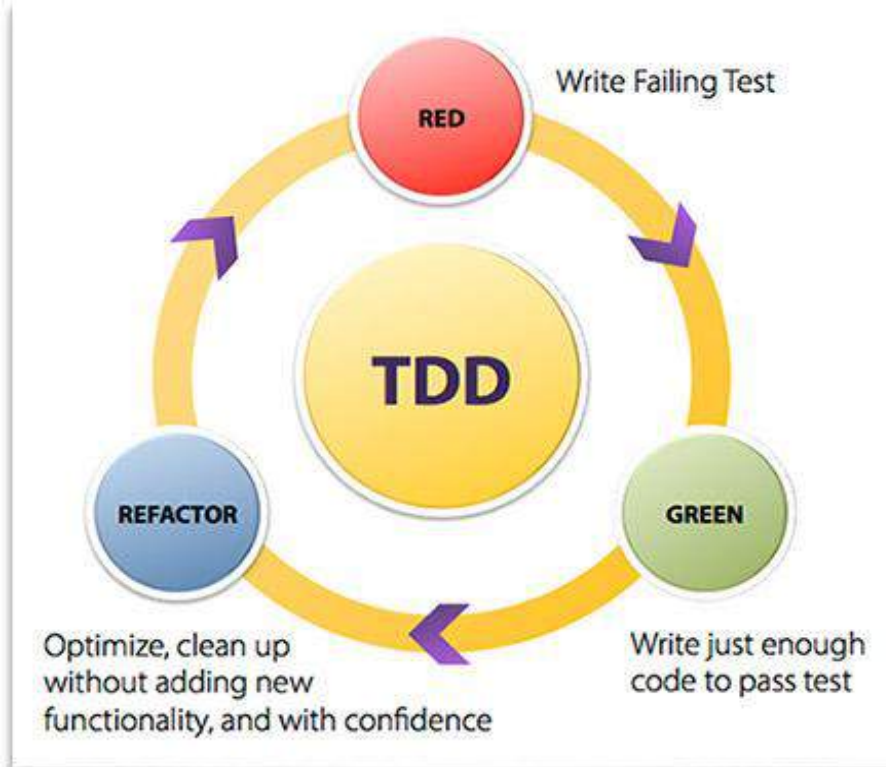 RED
Write Failing Test
TDD
REFACTOR
GREEN
Optimize, clean up
without adding new
functionality, and with confidence
Write just enough
code to pass test